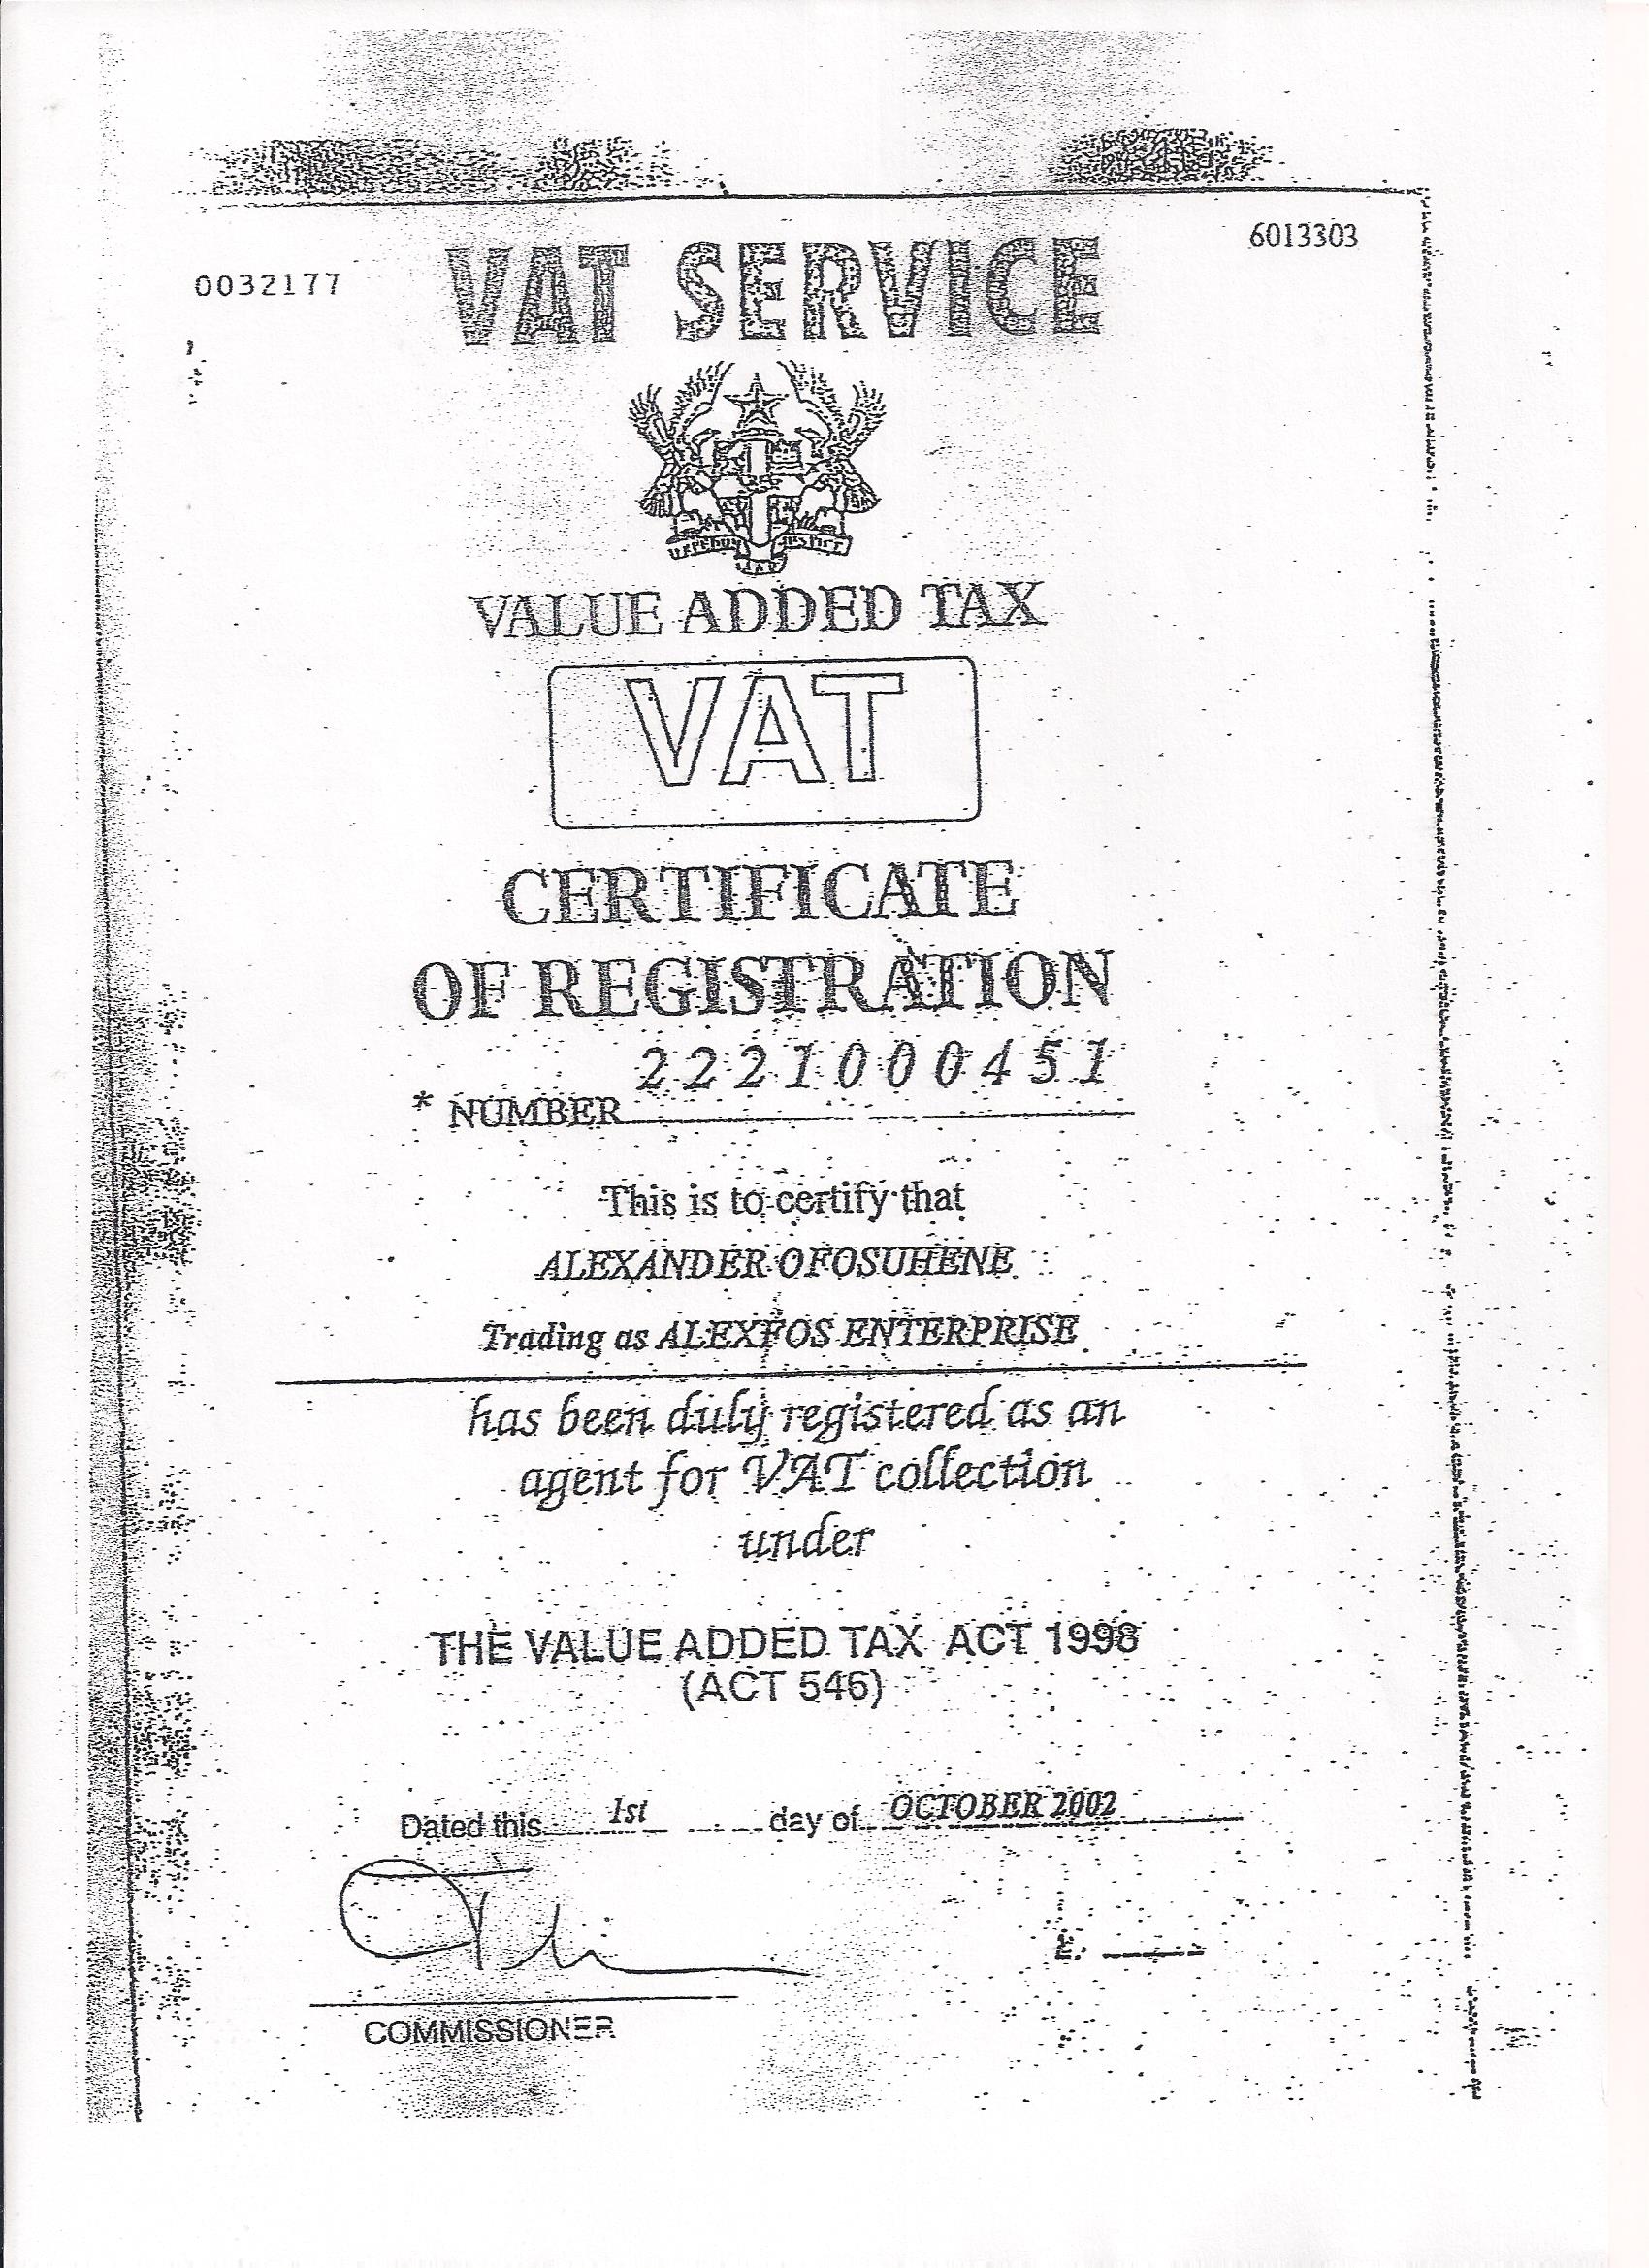 6013303
0032177
VAT SERVICE
FREEDOM JUSTICE
VALUE ADDED TAX
VAT
CERTIFICATE
OF REGISTRATION
2221000451
* NUMBER
This is to certify that
ALEXANDER OFOSUHENE
Trading as ALEXFOS ENTERPRISE
has been duly registered as an
agent for VAT collection
under
THE VALUE ADDED TAX ACT 1998
(ACT 546)
Dated this 1st day of OCTOBER 2002
COMMISSIONER